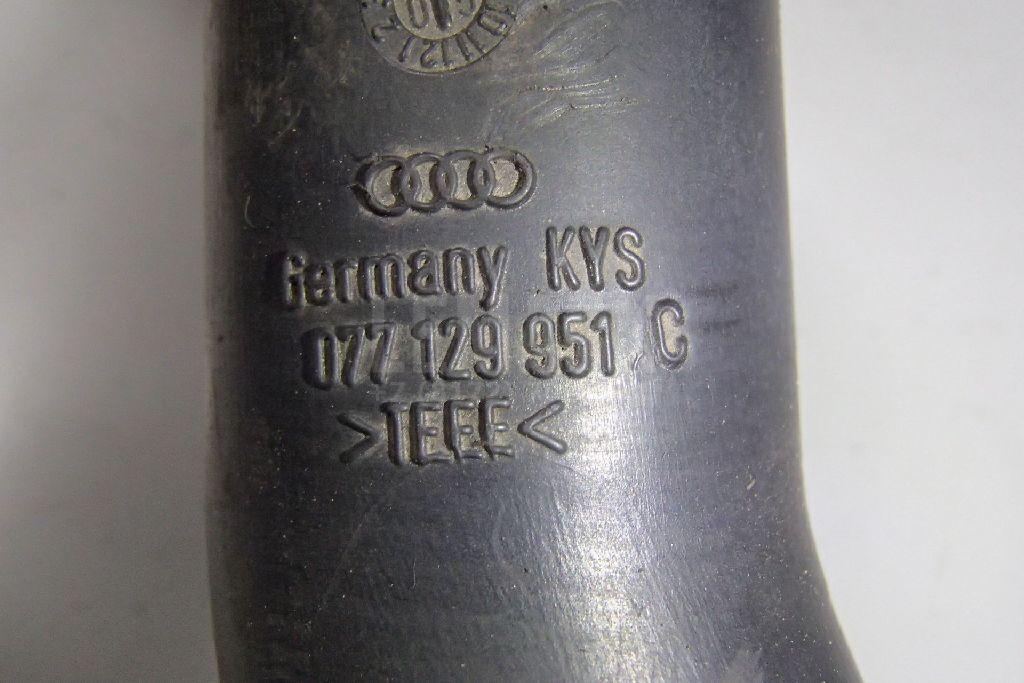 Germany KYS
077 129 951 C
>TEEE<